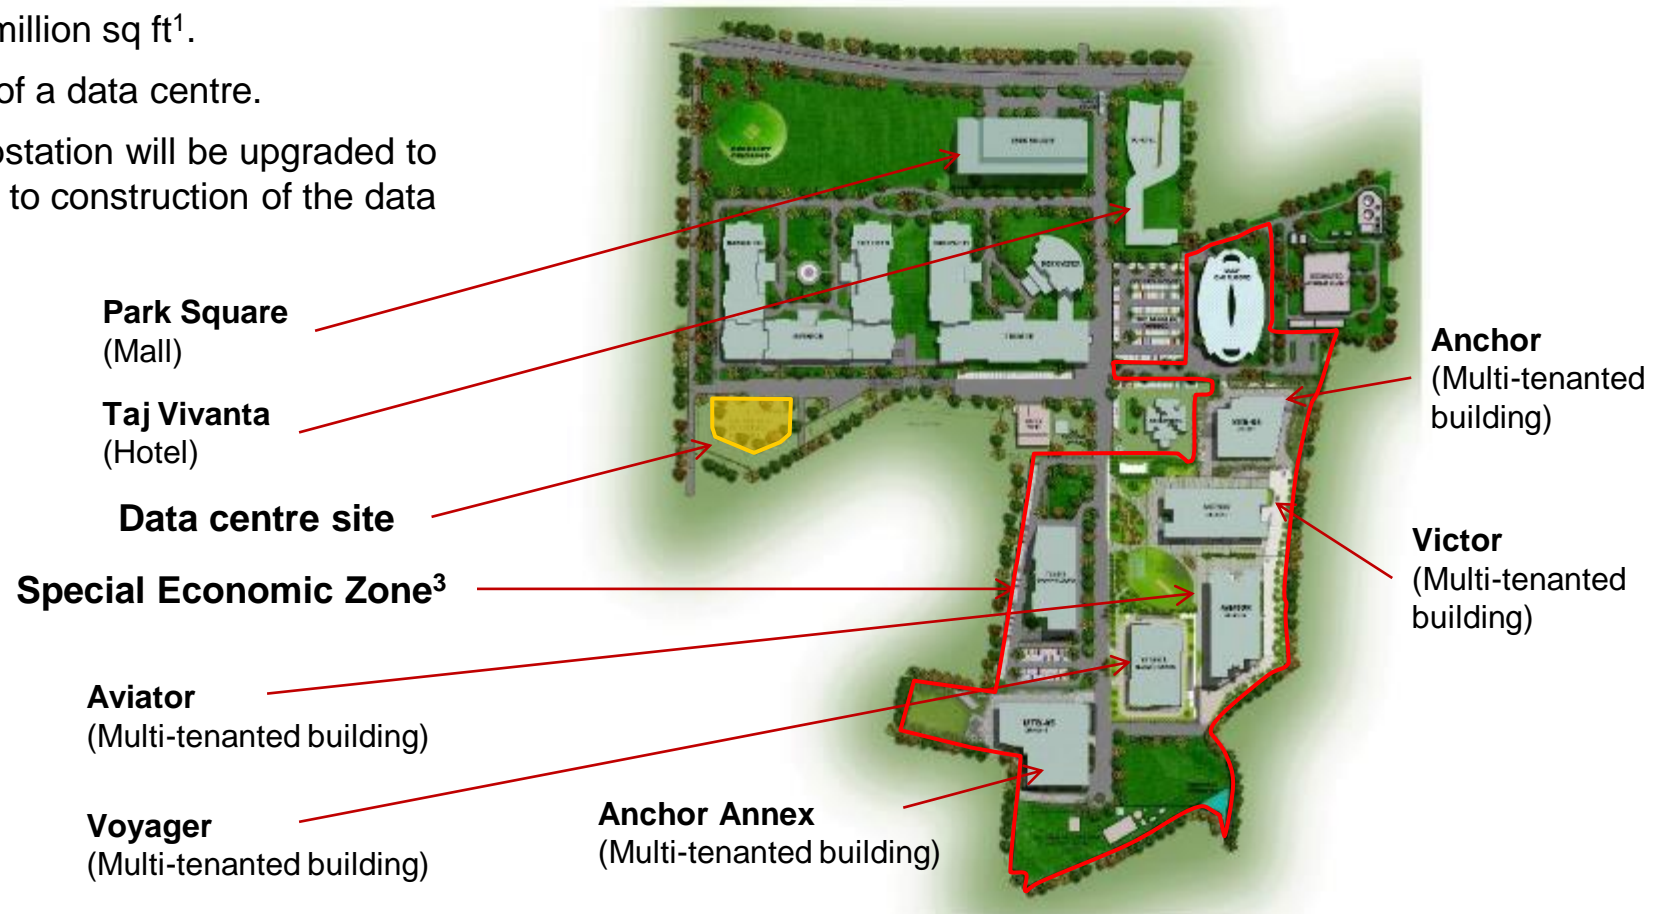 million sq ft¹.
of a data centre.
station will be upgraded to
to construction of the data
Park Square
(Mall)
Taj Vivanta
(Hotel)
Data centre site
Special Economic Zone³
Aviator
(Multi-tenanted building)
Voyager
(Multi-tenanted building)
Anchor Annex
(Multi-tenanted building)
Anchor
(Multi-tenanted
building)
Victor
(Multi-tenanted
building)